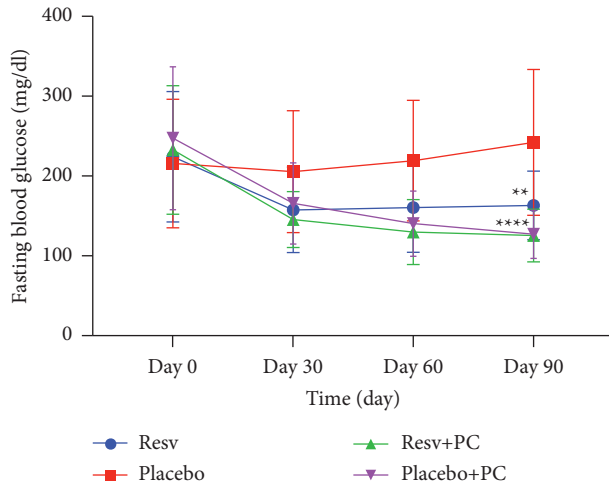 Fasting blood glucose (mg/dl)
400
300
200
100
0
**
****
Day 0 Day 30 Day 60 Day 90
Time (day)
Resv Resv+PC
Placebo Placebo+PC